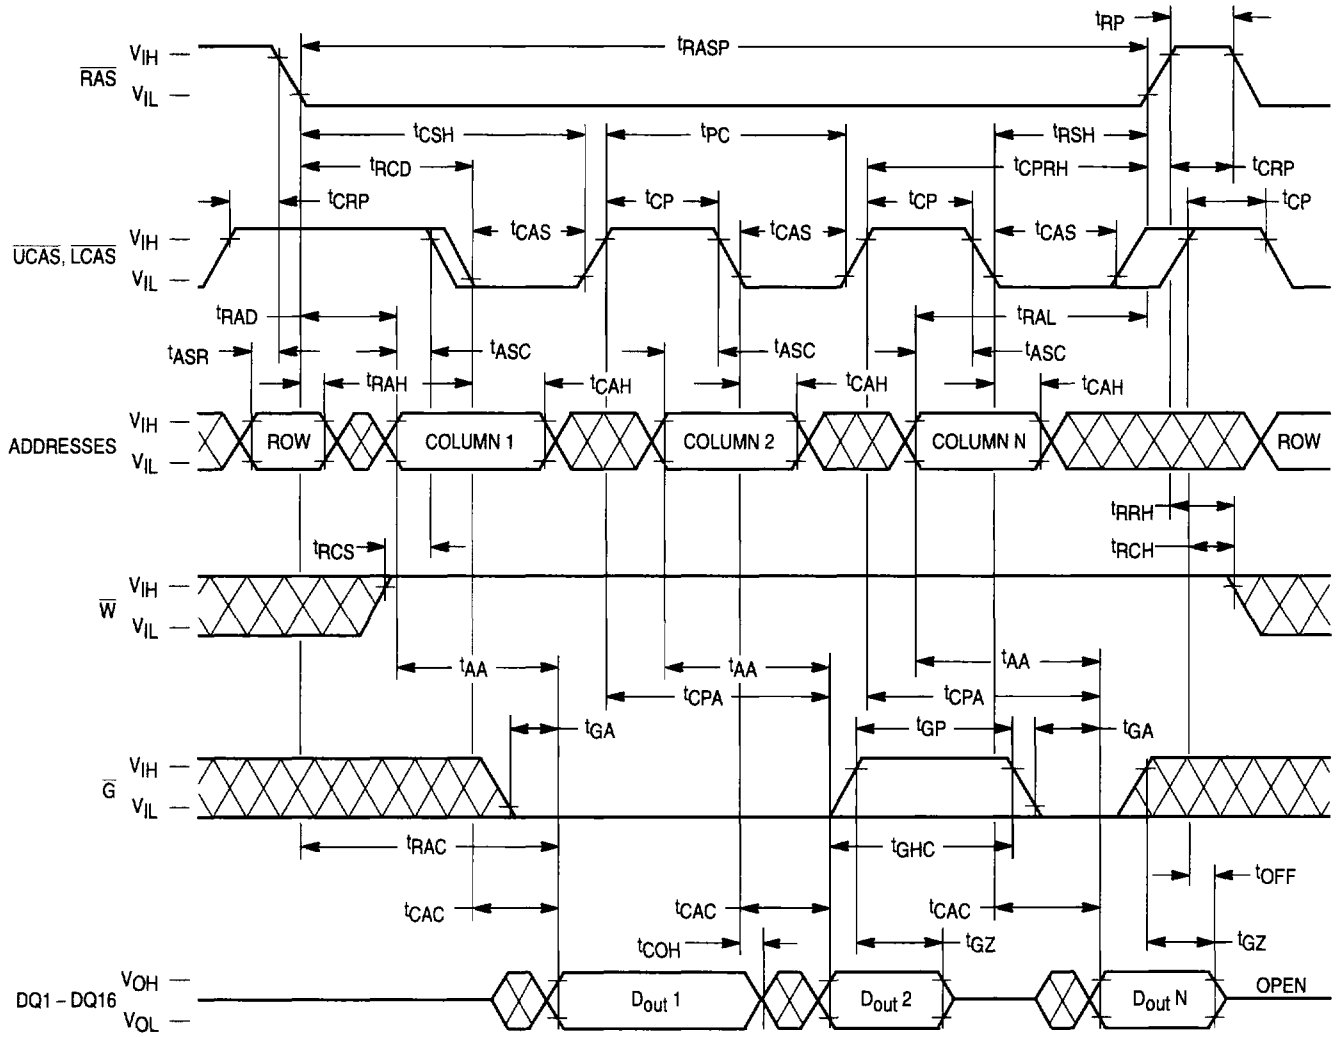 tRP
VIH
tRASP
RAS
VIL
tCSH
tPC
tRSH
tRCD
tCPRH
tCRP
tCRP
tCP
tCP
tCP
VIH
tCAS
tCAS
tCAS
UCAS, LCAS
VIL
tRAD
tRAL
tASR
tASC
tASC
tASC
tRAH
tCAH
tCAH
tCAH
VIH
ADDRESSES
ROW
COLUMN 1
COLUMN 2
COLUMN N
ROW
VIL
tRRH
tRCS
tRCH
VIH
W
VIL
tAA
tAA
tAA
tCPA
tCPA
tGA
tGP
tGA
VIH
G
VIL
tRAC
tGHC
tOFF
tCAC
tCAC
tCAC
tCOH
tGZ
tGZ
VOH
DQ1 – DQ16
Dout 1
Dout 2
Dout N
OPEN
VOL